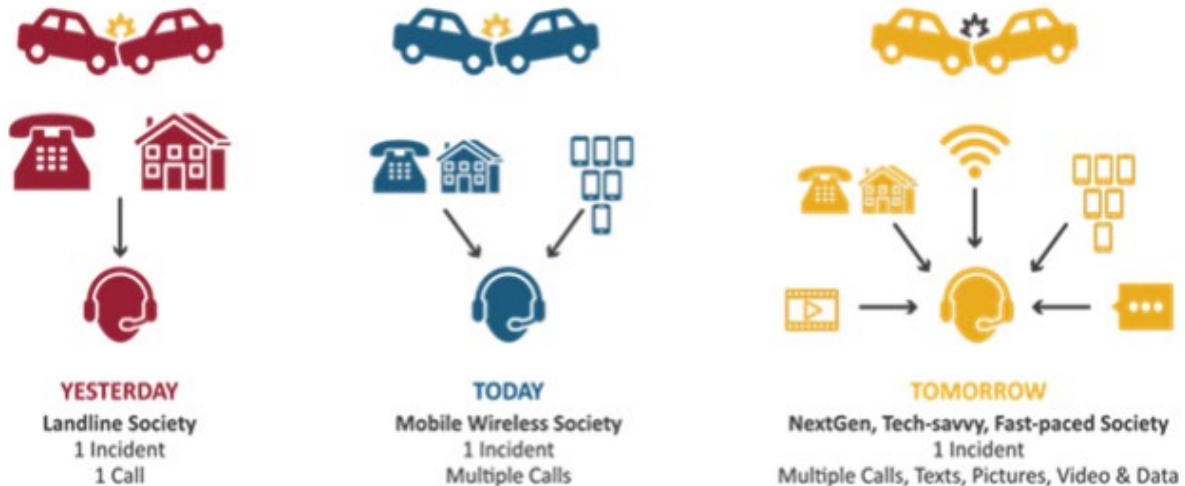 YESTERDAY
Landline Society
1 Incident
1 Call
TODAY
Mobile Wireless Society
1 Incident
Multiple Calls
TOMORROW
NextGen, Tech-savvy, Fast-paced Society
1 Incident
Multiple Calls, Texts, Pictures, Video & Data